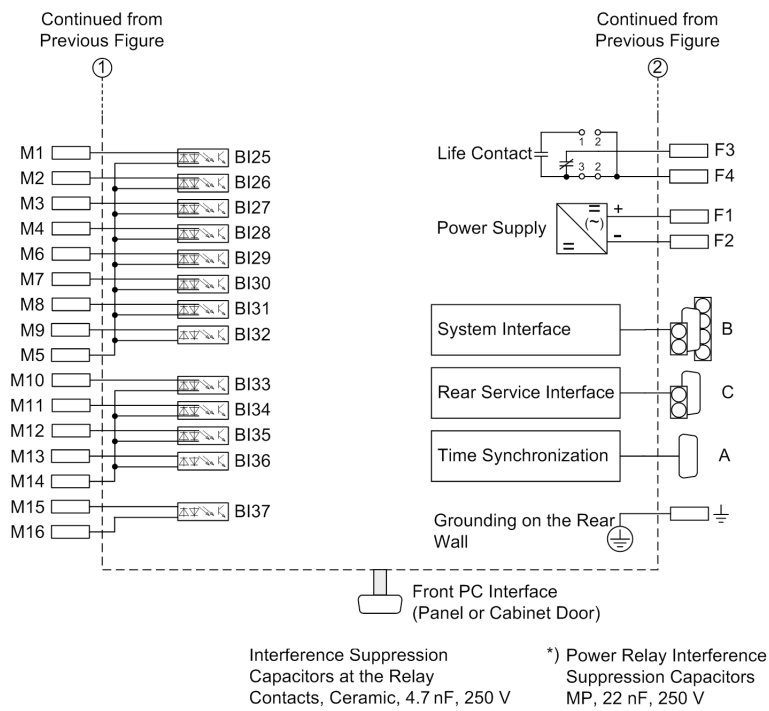 Continued from
Previous Figure
1
Continued from
Previous Figure
2
M1
BI25
M2
BI26
M3
BI27
M4
BI28
M6
BI29
M7
BI30
M8
BI31
M9
BI32
M5
M10
BI33
M11
BI34
M12
BI35
M13
BI36
M14
M15
BI37
M16
Life Contact
1 2
3 2
F3
F4
Power Supply
= (~) =
+
-
F1
F2
System Interface
B
Rear Service Interface
C
Time Synchronization
A
Grounding on the Rear
Wall
Front PC Interface
(Panel or Cabinet Door)
Interference Suppression
Capacitors at the Relay
Contacts, Ceramic, 4.7 nF, 250 V
*) Power Relay Interference
Suppression Capacitors
MP, 22 nF, 250 V